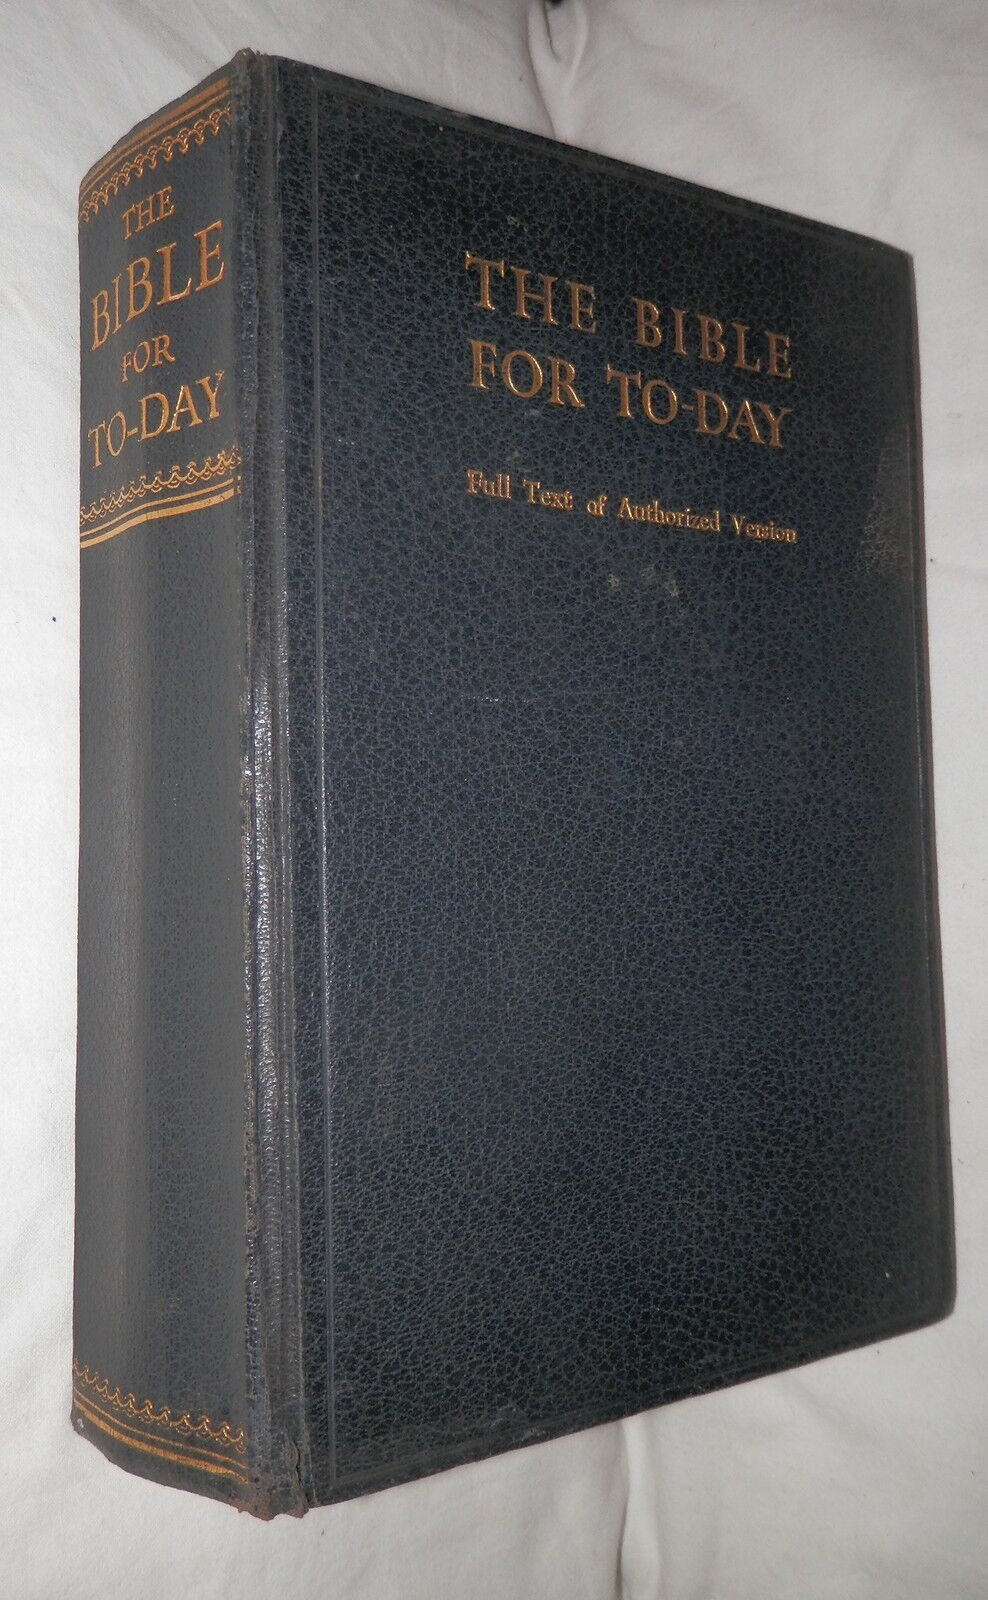 THE
BIBLE
FOR
TO-DAY
THE BIBLE
FOR TO-DAY
Full Text of Authorized Version